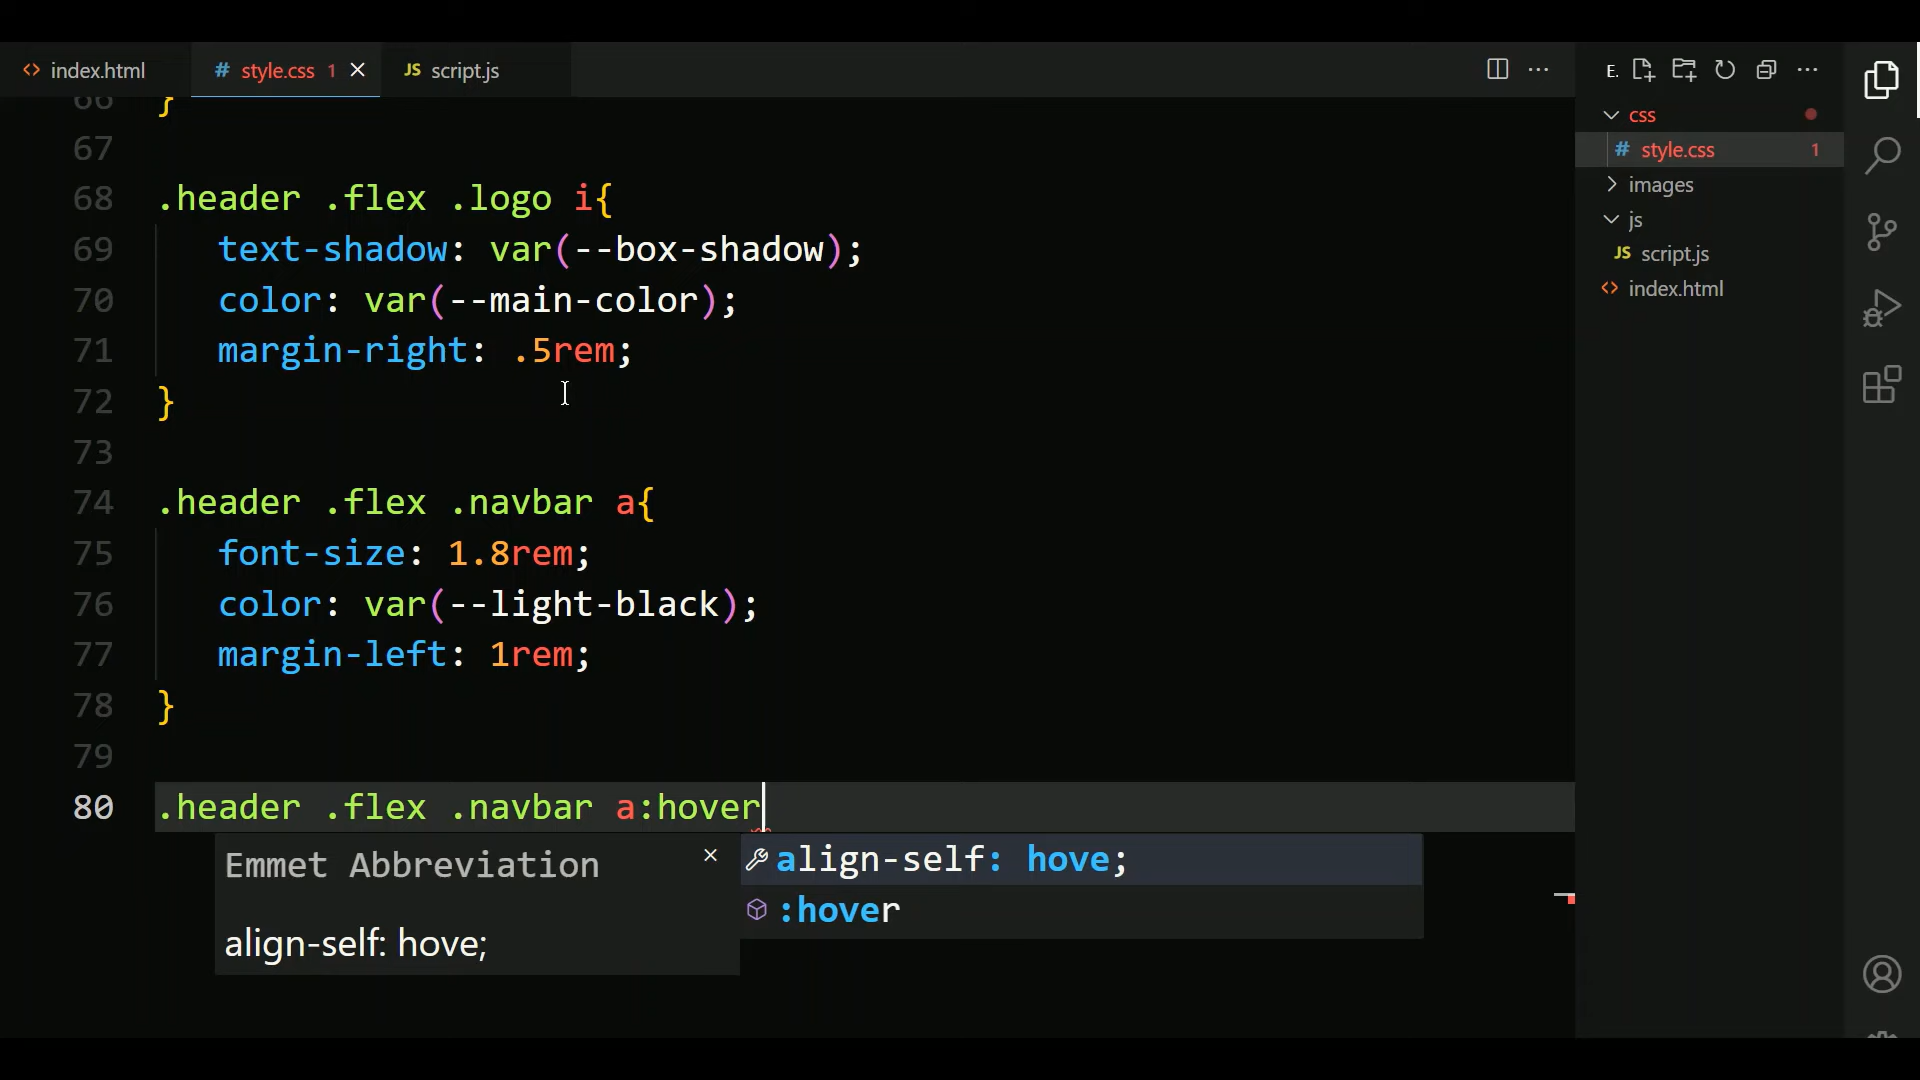 index.html style.css 1 JS script.js E.
66 }
67
68 .header .flex .logo i{
69 text-shadow: var(--box-shadow);
70 color: var(--main-color);
71 margin-right: .5rem;
72 }
73
74 .header .flex .navbar a{
75 font-size: 1.8rem;
76 color: var(--light-black);
77 margin-left: 1rem;
78 }
79
80 .header .flex .navbar a:hover
Emmet Abbreviation
align-self: hove;
align-self: hove;
:hover
css
# style.css 1
images
js
JS script.js
index.html